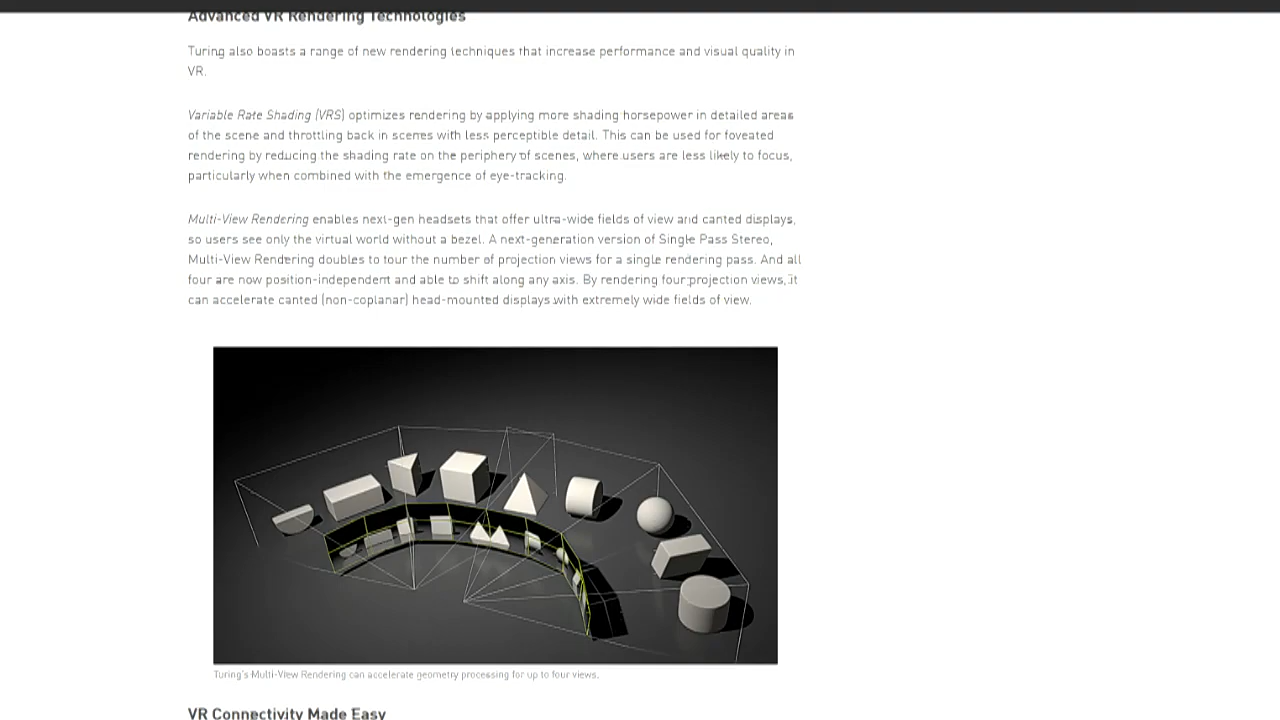 Advanced VR Rendering Technologies
Turing also boasts a range of new rendering techniques that increase performance and visual quality in
VR.
Variable Rate Shading (VRS) optimizes rendering by applying more shading horsepower in detailed areas
of the scene and throttling back in scenes with less perceptible detail. This can be used for foveated
rendering by reducing the shading rate on the periphery of scenes, where users are less likely to focus,
particularly when combined with the emergence of eye-tracking.
Multi-View Rendering enables next-gen headsets that offer ultra-wide fields of view and canted displays,
so users see only the virtual world without a bezel. A next-generation version of Single Pass Stereo,
Multi-View Rendering doubles to four the number of projection views for a single rendering pass. And all
four are now position-independent and able to shift along any axis. By rendering four projection views, it
can accelerate canted (non-coplanar) head-mounted displays with extremely wide fields of view.
Turing's Multi-View Rendering can accelerate geometry processing for up to four views.
VR Connectivity Made Easy